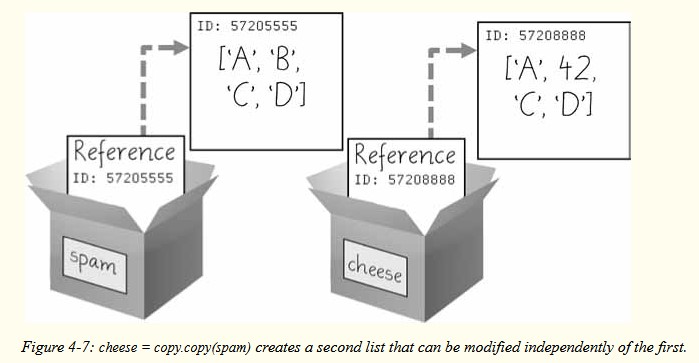 ID: 57205555
['A', 'B',
'C', 'D']
ID: 57208888
['A', 42,
'C', 'D']
Reference
ID: 57205555
Reference
ID: 57208888
spam
cheese
Figure 4-7: cheese = copy.copy(spam) creates a second list that can be modified independently of the first.